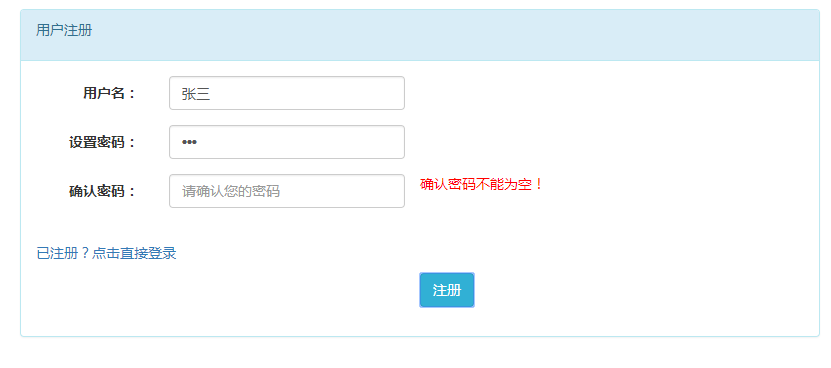 用户注册
用户名： 张三
设置密码： •••
确认密码： 请确认您的密码 确认密码不能为空！
已注册？点击直接登录
注册